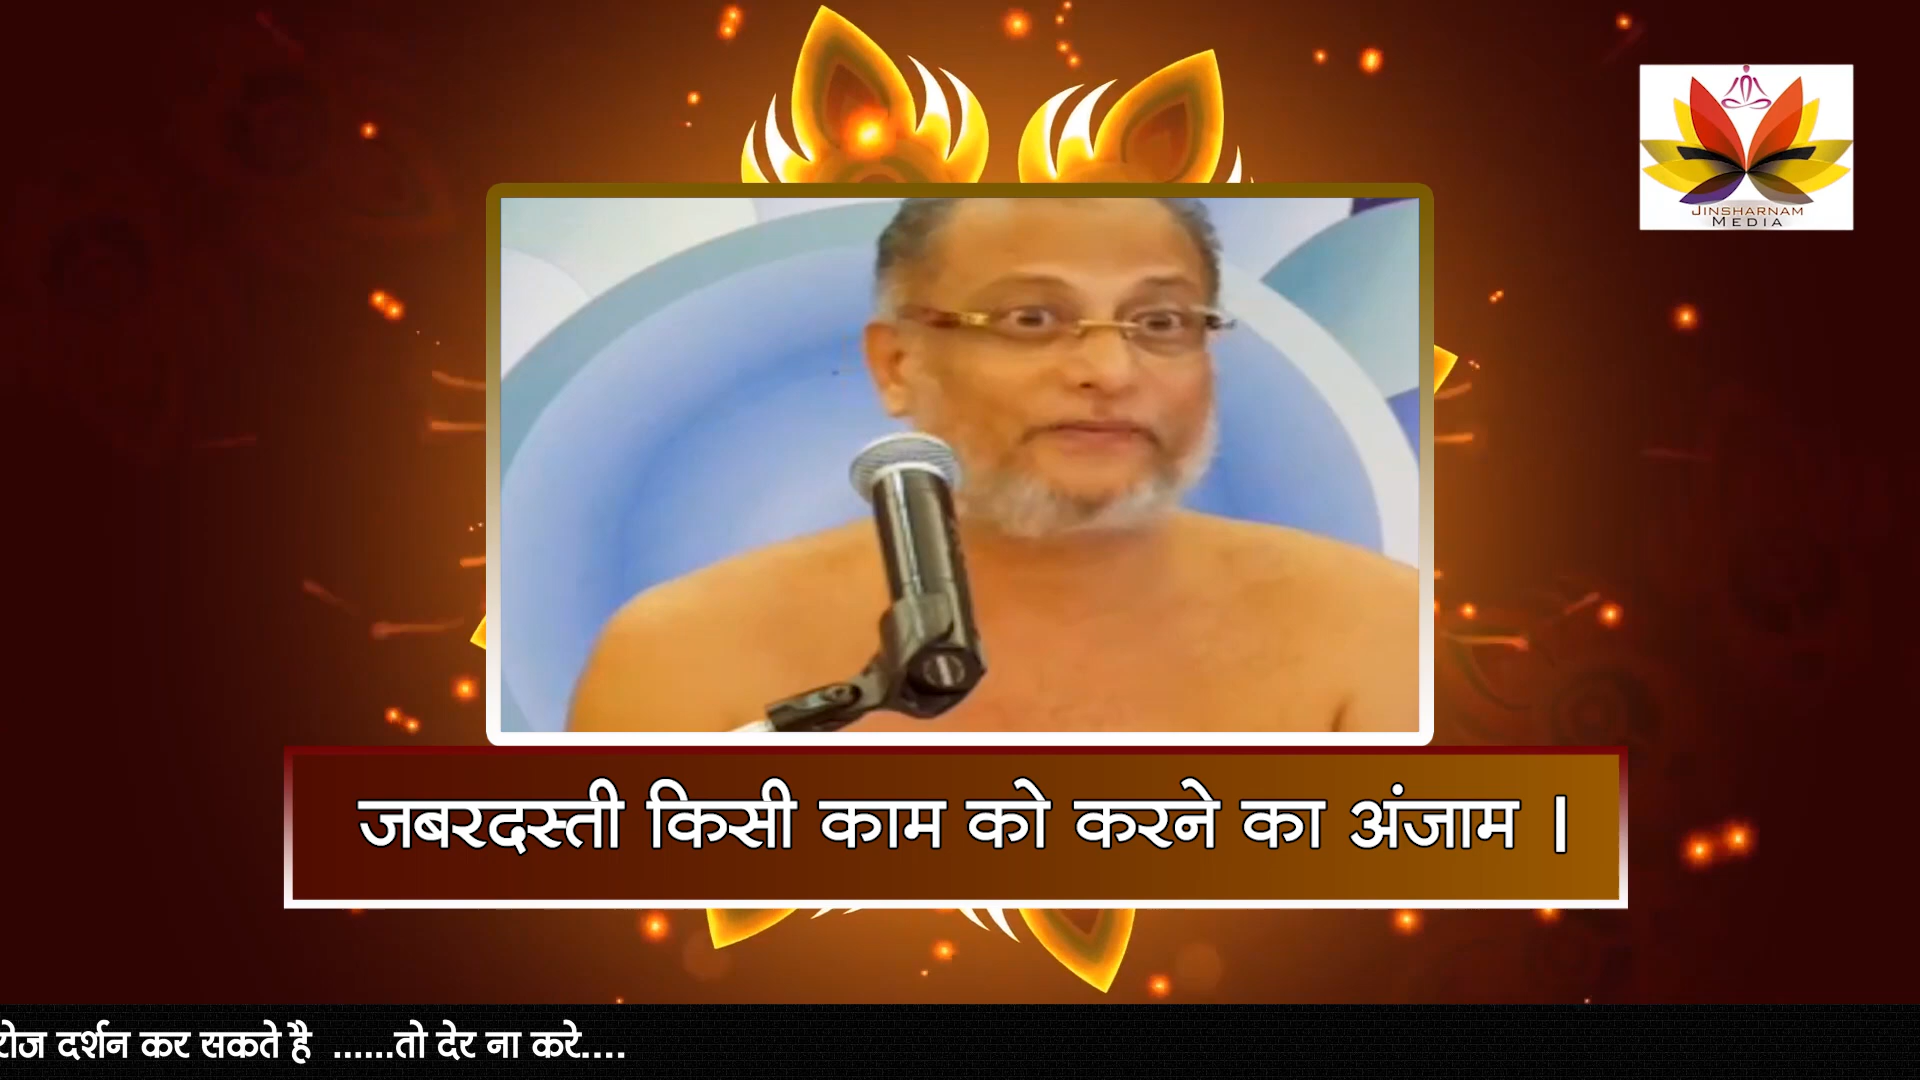 JINSHARNAM
MEDIA
जबरदस्ती किसी काम को करने का अंजाम ।
रोज दर्शन कर सकते है ......तो देर ना करे....